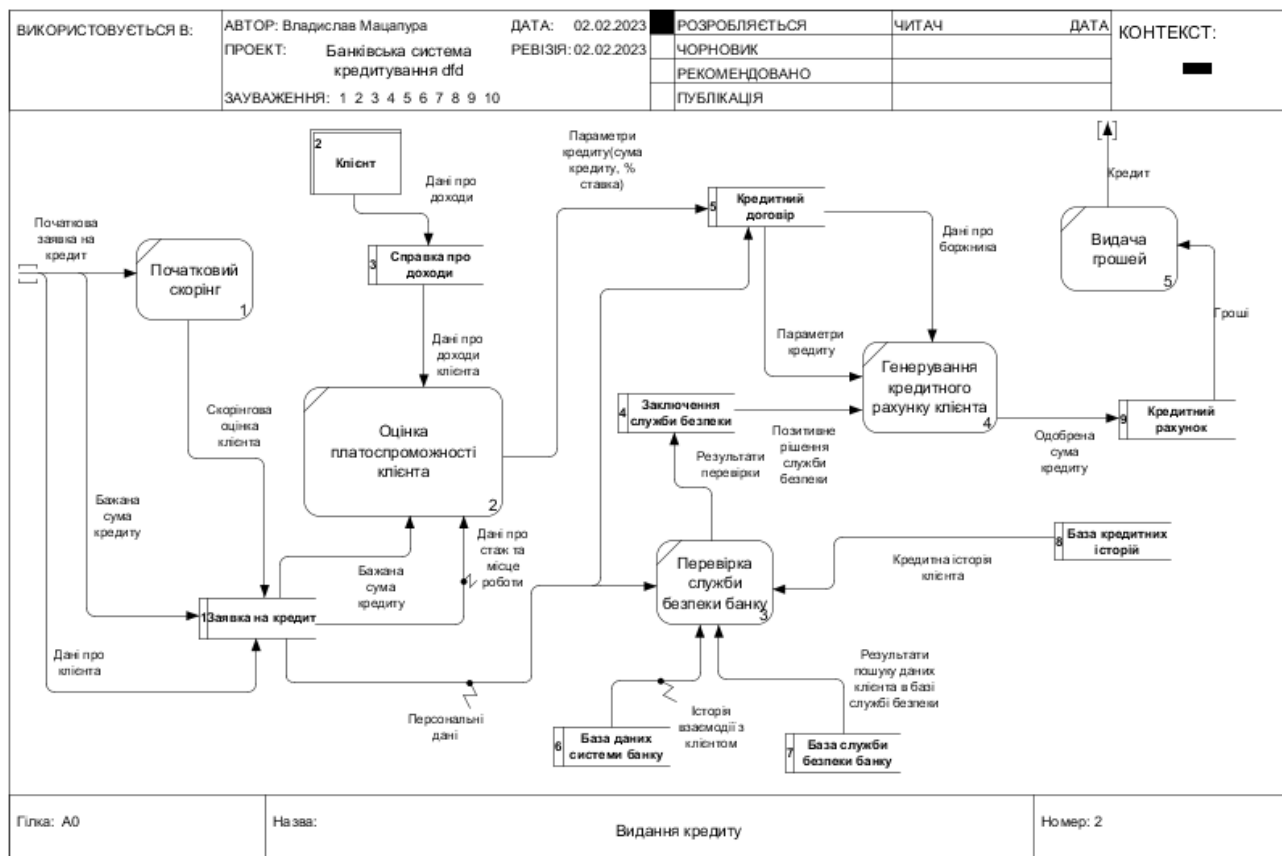 ВИКОРИСТОВУЄТЬСЯ В:
АВТОР: Владислав Мацапура
ДАТА: 02.02.2023
ПРОЕКТ: Банківська система
кредитування dfd
РЕВІЗІЯ: 02.02.2023
ЗАУВАЖЕННЯ: 1 2 3 4 5 6 7 8 9 10
РОЗРОБЛЯЄТЬСЯ
ЧОРНОВИК
РЕКОМЕНДОВАНО
ПУБЛІКАЦІЯ
ЧИТАЧ
ДАТА
КОНТЕКСТ:
2
Клієнт
Дані про
доходи
Параметри
кредиту(сума
кредиту, %
ставка)
[ ]
Кредит
Початкова
заявка на
кредит
Початковий
скорінг
1
3
Справка про
доходи
5
Кредитний
договір
Дані про
боржника
Видача
грошей
5
Дані про
доходи
клієнта
Параметри
кредиту
Гроші
Генерування
кредитного
рахунку клієнта
4
Скорінгова
оцінка
клієнта
Оцінка
платоспроможності
клієнта
2
4
Заключення
служби безпеки
Результати
перевірки
Позитивне
рішення
служби
безпеки
Одобрена
сума
кредиту
9
Кредитний
рахунок
Бажана
сума
кредиту
Бажана
сума
кредиту
Дані про
стаж та
місце
роботи
Перевірка
служби
безпеки банку
3
Кредитна історія
клієнта
8
База кредитних
історій
1
Заявка на кредит
Дані про
клієнта
Персональні
дані
Історія
взаємодії з
клієнтом
Результати
пошуку даних
клієнта в базі
службі безпеки
6
База даних
системи банку
7
База служби
безпеки банку
Гілка: A0
Назва:
Видання кредиту
Номер: 2